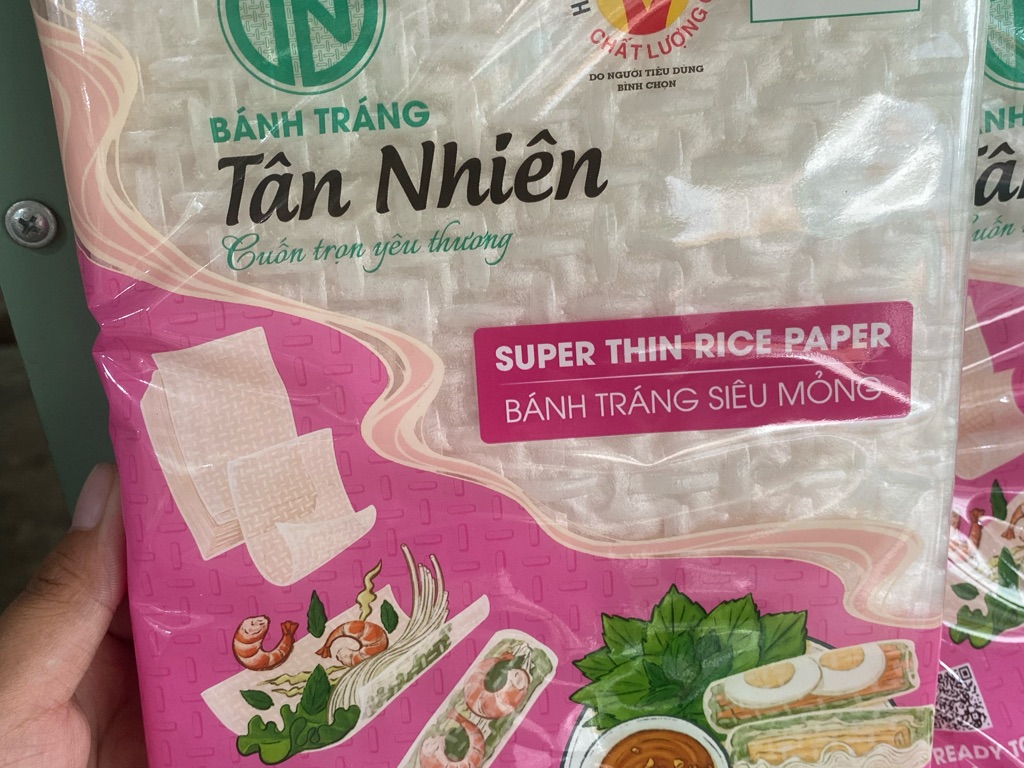 TN
CHẤT LƯỢNG
DO NGƯỜI TIÊU DÙNG
BÌNH CHỌN
BÁNH TRÁNG
Tân Nhiên
Cuốn trọn yêu thương
SUPER THIN RICE PAPER
BÁNH TRÁNG SIÊU MỎNG
READY